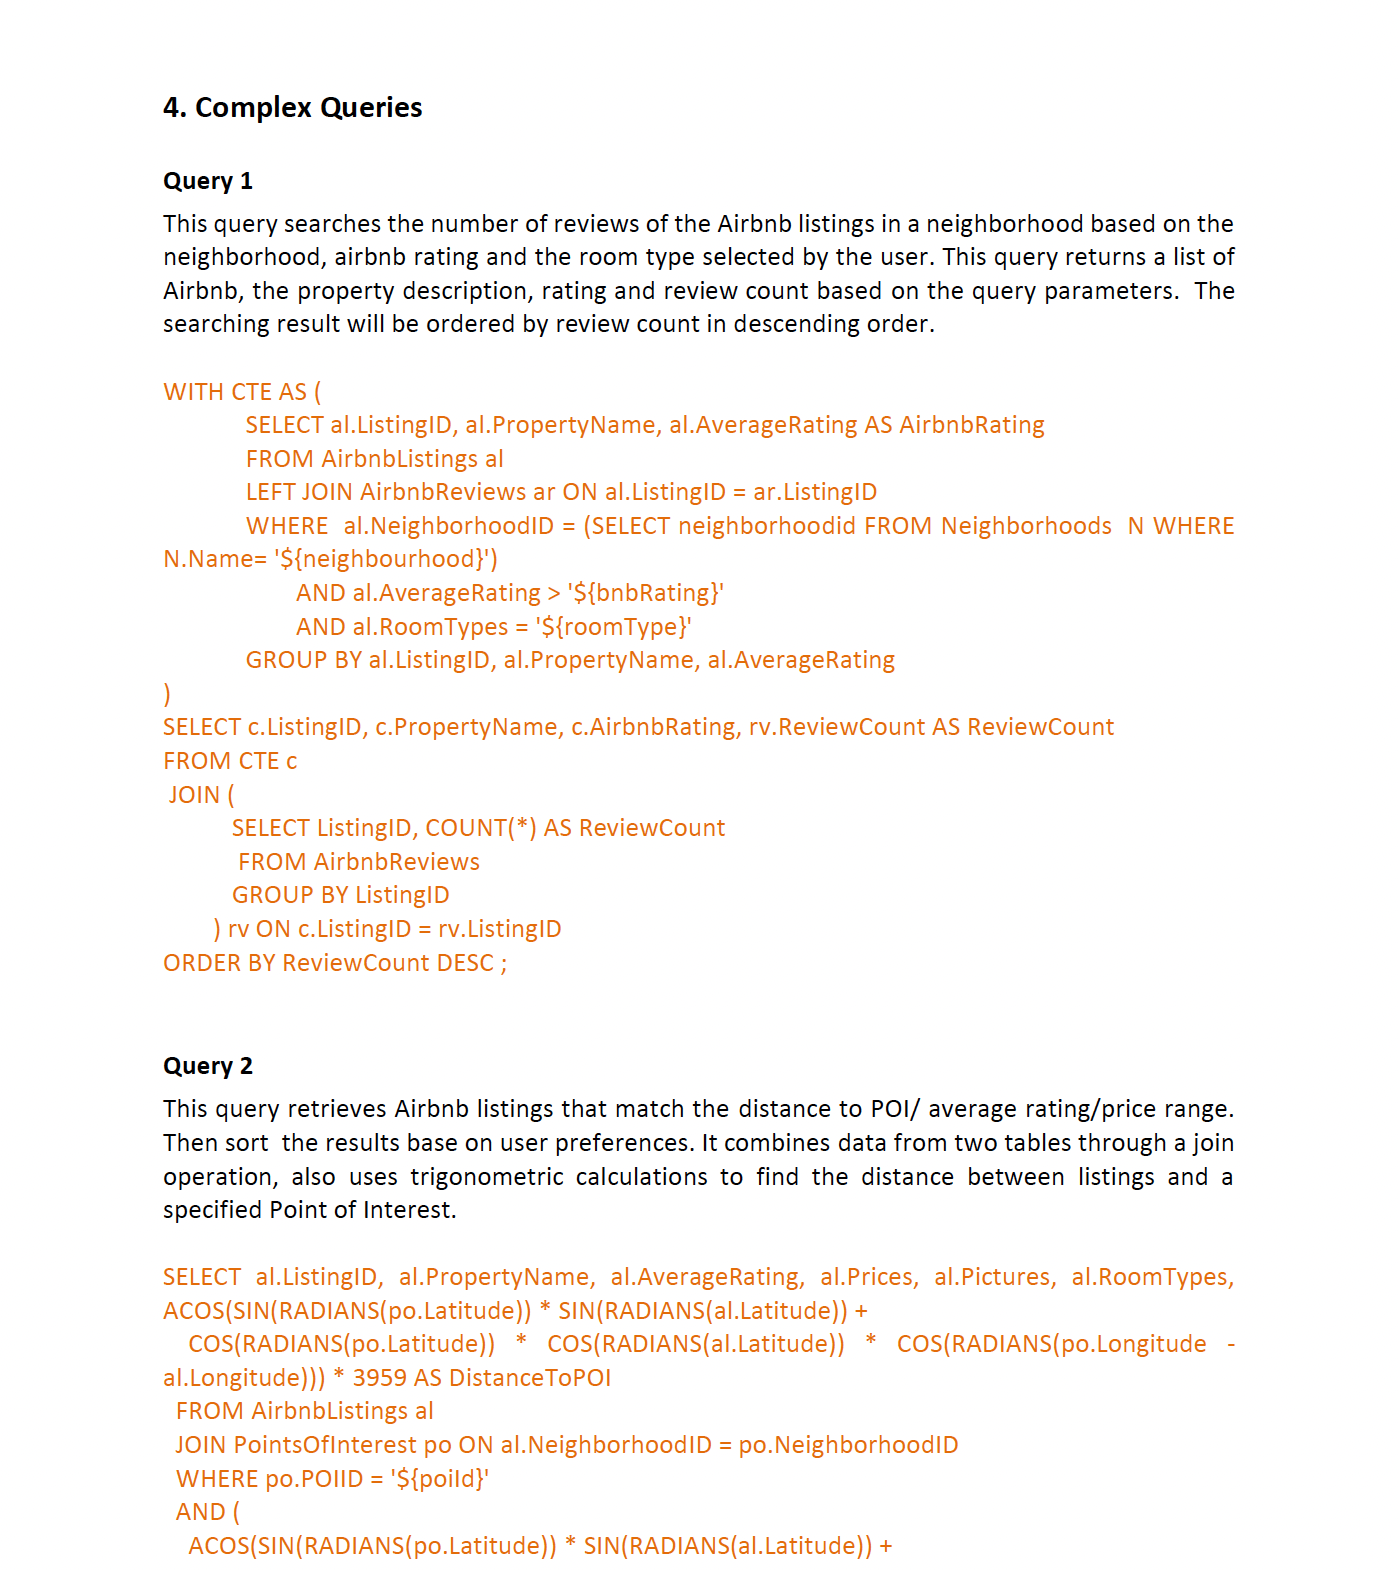 4. Complex Queries
Query 1
This query searches the number of reviews of the Airbnb listings in a neighborhood based on the
neighborhood, airbnb rating and the room type selected by the user. This query returns a list of
Airbnb, the property description, rating and review count based on the query parameters.  The
searching result will be ordered by review count in descending order.
WITH CTE AS (
SELECT al.ListingID, al.PropertyName, al.AverageRating AS AirbnbRating
FROM AirbnbListings al
LEFT JOIN AirbnbReviews ar ON al.ListingID = ar.ListingID
WHERE  al.NeighborhoodID = (SELECT neighborhoodid FROM Neighborhoods  N WHERE
N.Name= '${neighbourhood}')
AND al.AverageRating > '${bnbRating}'
AND al.RoomTypes = '${roomType}'
GROUP BY al.ListingID, al.PropertyName, al.AverageRating
)
SELECT c.ListingID, c.PropertyName, c.AirbnbRating, rv.ReviewCount AS ReviewCount
FROM CTE c
JOIN (
SELECT ListingID, COUNT(*) AS ReviewCount
FROM AirbnbReviews
GROUP BY ListingID
) rv ON c.ListingID = rv.ListingID
ORDER BY ReviewCount DESC ;
Query 2
This query retrieves Airbnb listings that match the distance to POI/ average rating/price range.
Then sort  the results base on user preferences. It combines data from two tables through a join
operation, also uses trigonometric calculations to find the distance between listings and a
specified Point of Interest.
SELECT al.ListingID, al.PropertyName, al.AverageRating, al.Prices, al.Pictures, al.RoomTypes,
ACOS(SIN(RADIANS(po.Latitude)) * SIN(RADIANS(al.Latitude)) +
COS(RADIANS(po.Latitude)) * COS(RADIANS(al.Latitude)) * COS(RADIANS(po.Longitude -
al.Longitude))) * 3959 AS DistanceToPOI
FROM AirbnbListings al
JOIN PointsOfInterest po ON al.NeighborhoodID = po.NeighborhoodID
WHERE po.POIID = '${poiId}'
AND (
ACOS(SIN(RADIANS(po.Latitude)) * SIN(RADIANS(al.Latitude)) +